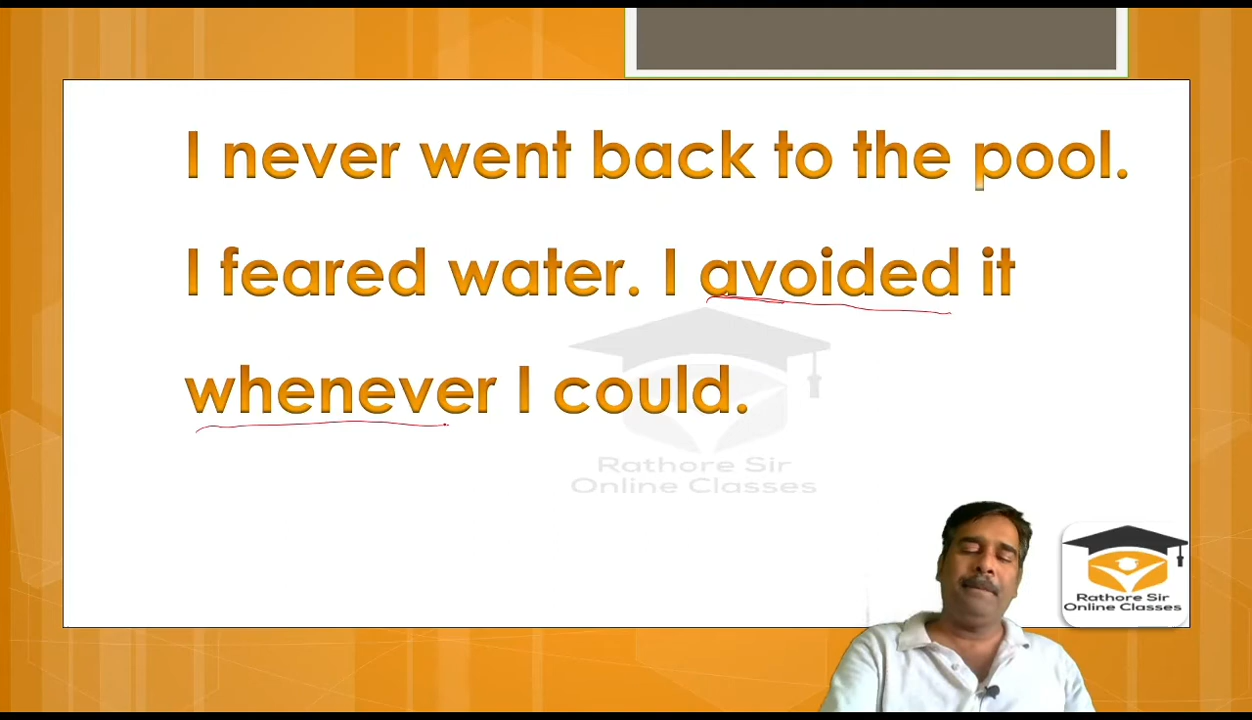 I never went back to the pool.
I feared water. I avoided it
whenever I could.
Rathore Sir
Online Classes
Rathore Sir
Online Classes